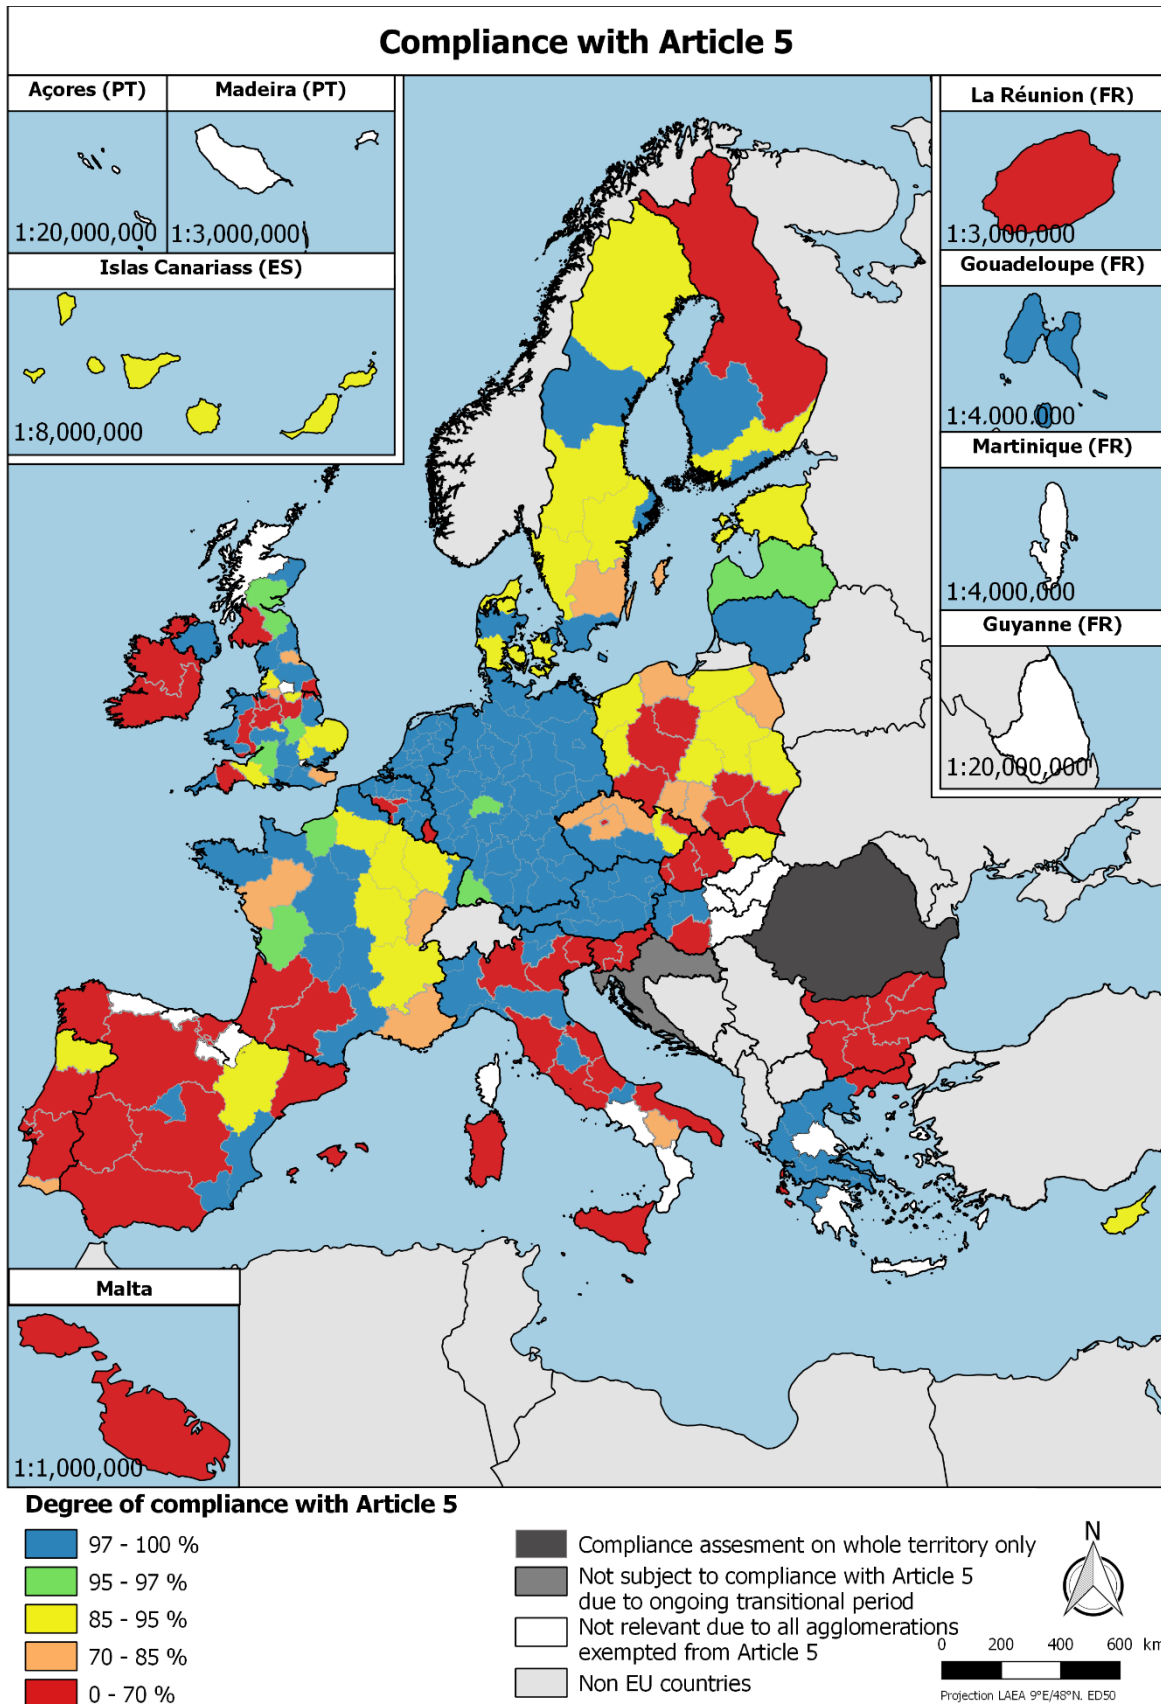 Compliance with Article 5
Açores (PT)
Madeira (PT)
1:20,000,000
1:3,000,000
Islas Canariass (ES)
1:8,000,000
La Réunion (FR)
1:3,000,000
Gouadeloupe (FR)
1:4.000.000
Martinique (FR)
1:4,000,000
Guyanne (FR)
1:20,000,000
Malta
1:1,000,000
Degree of compliance with Article 5
97 - 100 %
95 - 97 %
85 - 95 %
70 - 85 %
0 - 70 %
Compliance assesment on whole territory only
Not subject to compliance with Article 5
due to ongoing transitional period
Not relevant due to all agglomerations
exempted from Article 5
Non EU countries
N
0 200 400 600 km
Projection LAEA 9°E/48°N. ED50